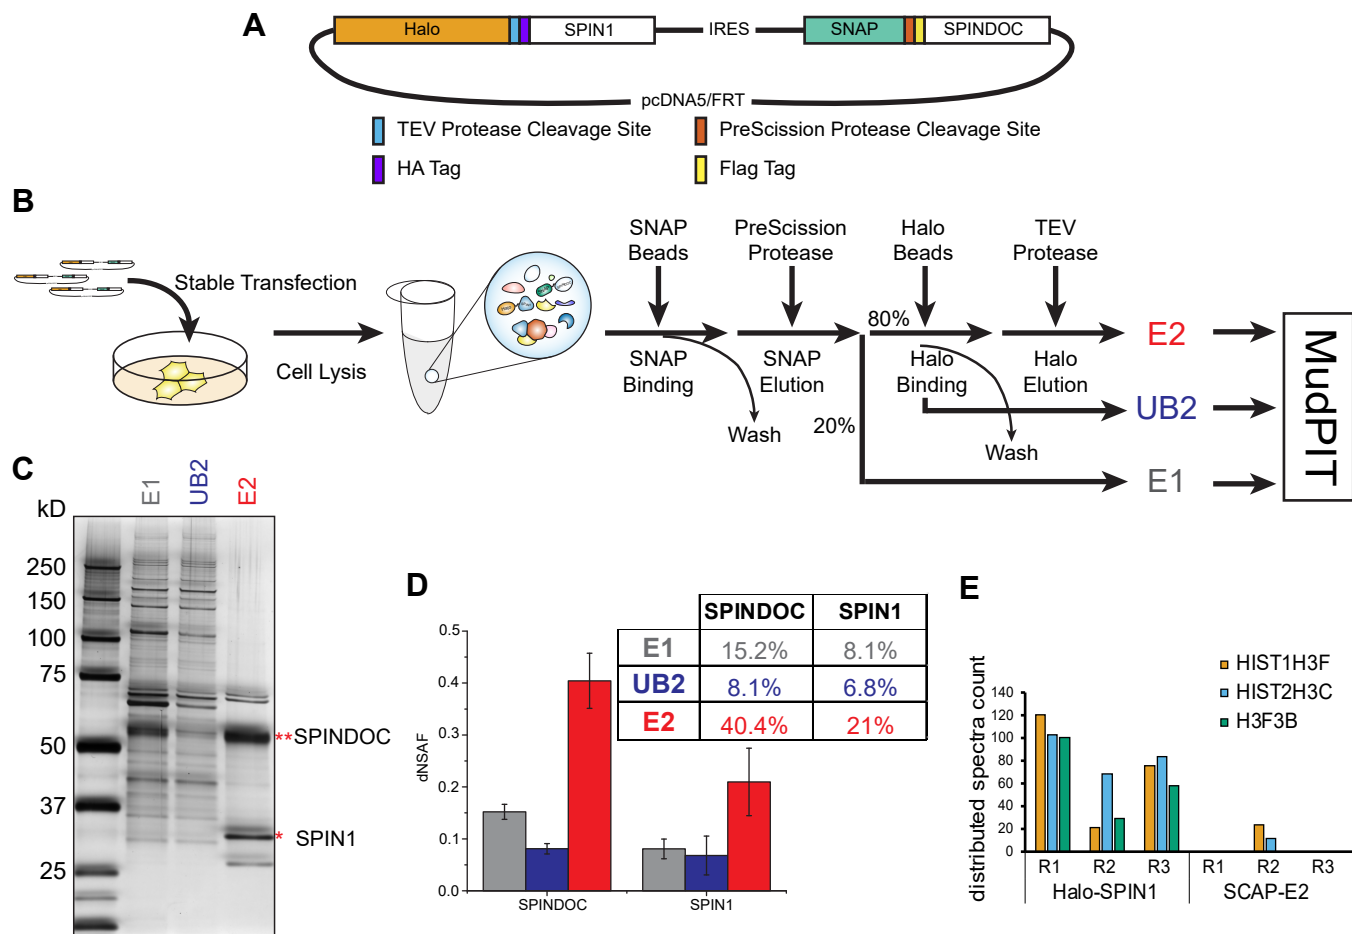 A
Halo
SPIN1
IRES
SNAP
SPINDOC
pcDNA5/FRT
TEV Protease Cleavage Site
PreScission Protease Cleavage Site
HA Tag
Flag Tag
B
Stable Transfection
Cell Lysis
SNAP
Beads
PreScission
Protease
Halo
Beads
TEV
Protease
80%
SNAP
Binding
SNAP
Elution
Halo
Binding
Halo
Elution
Wash
20%
Wash
E2
UB2
E1
MudPIT
C
kD
E1
UB2
E2
250
150
100
75
50
37
25
**SPINDOC
* SPIN1
D
SPINDOC SPIN1
E1 15.2% 8.1%
UB2 8.1% 6.8%
E2 40.4% 21%
dNSAF
0.5
0.4
0.3
0.2
0.1
0.0
SPINDOC SPIN1
E
HIST1H3F
HIST2H3C
H3F3B
distributed spectra count
140
120
100
80
60
40
20
0
R1 R2 R3 R1 R2 R3
Halo-SPIN1 SCAP-E2